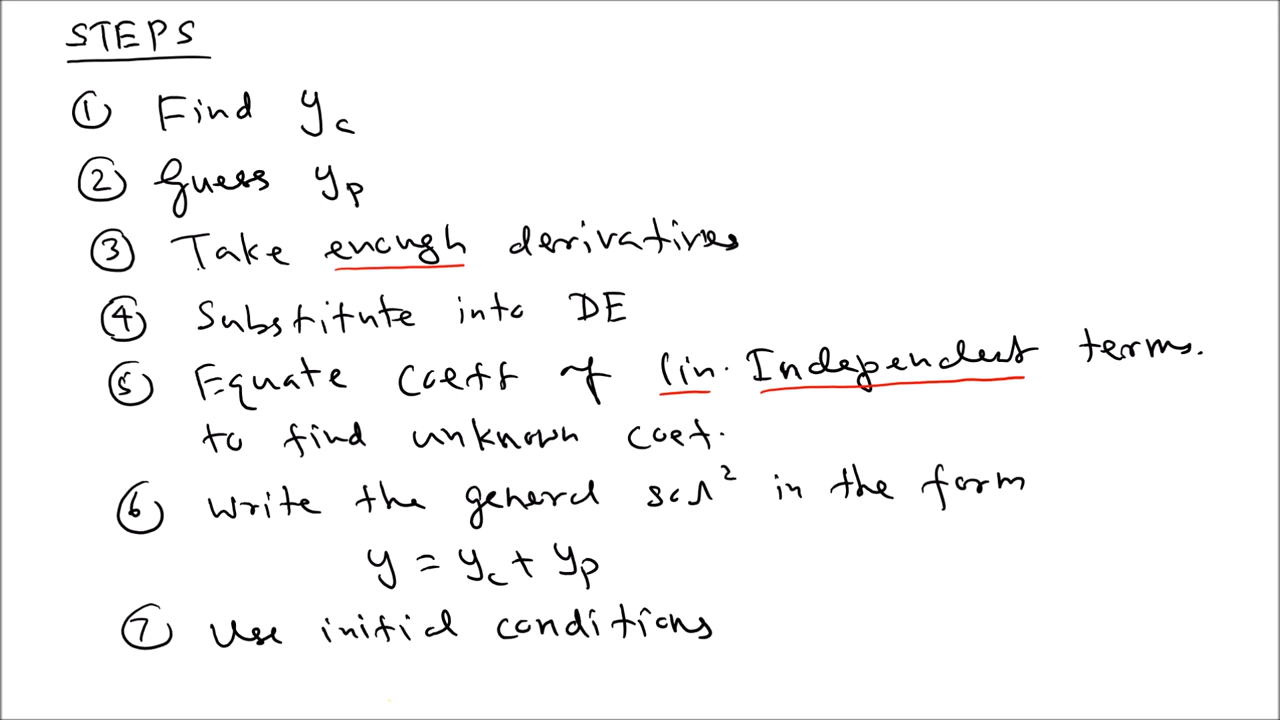 STEPS
① Find y_c
② Guess y_p
③ Take enough derivatives
④ Substitute into DE
⑤ Equate Coeff of lin. Independent terms.
to find unknown coef.
⑥ Write the general solⁿ in the form
y = y_c + y_p
⑦ Use initial conditions